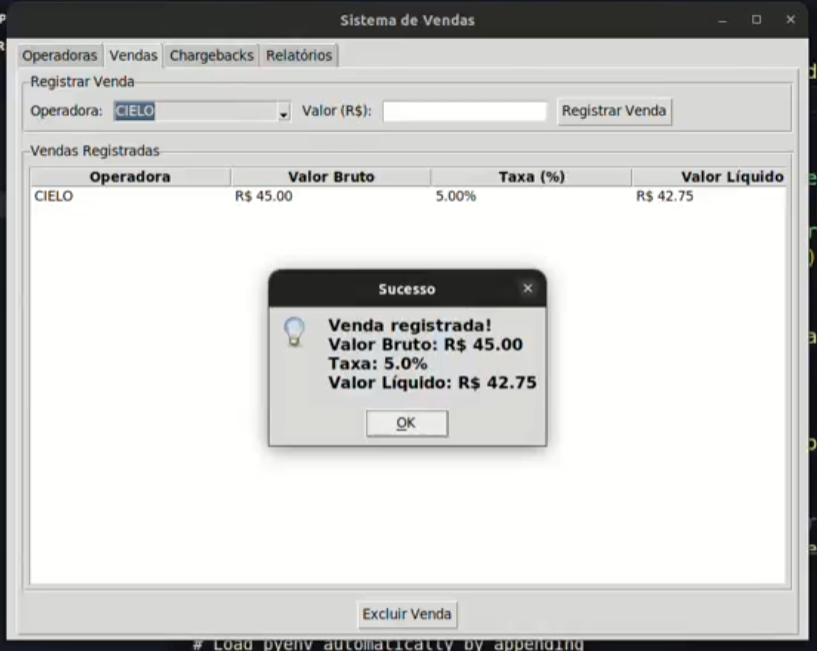 Sistema de Vendas
Operadoras Vendas Chargebacks Relatórios
Registrar Venda
Operadora: CIELO Valor (R$): Registrar Venda
Vendas Registradas
Operadora Valor Bruto Taxa (%) Valor Líquido
CIELO R$ 45.00 5.00% R$ 42.75
Sucesso
Venda registrada!
Valor Bruto: R$ 45.00
Taxa: 5.0%
Valor Líquido: R$ 42.75
OK
Excluir Venda
# Load pyenv automatically by appending